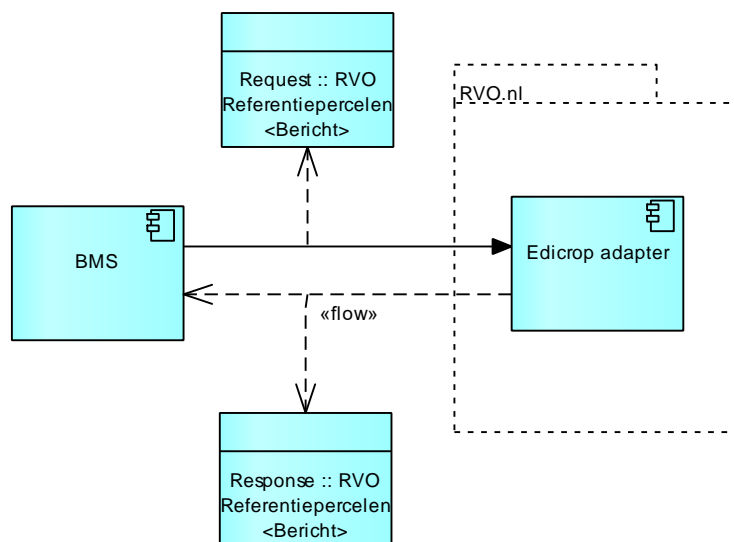 Request :: RVO
Referentiepercelen
<Bericht>
RVO.nl
BMS
Edicrop adapter
«flow»
Response :: RVO
Referentiepercelen
<Bericht>